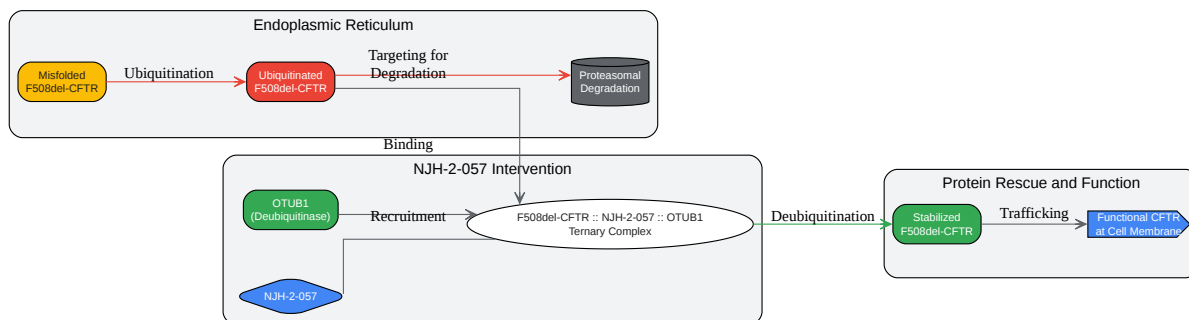 Endoplasmic Reticulum
Misfolded
F508del-CFTR
Ubiquitination
Ubiquitinated
F508del-CFTR
Targeting for
Degradation
Proteasomal
Degradation
Binding
NJH-2-057 Intervention
OTUB1
(Deubiquitinase)
Recruitment
F508del-CFTR :: NJH-2-057 :: OTUB1
Ternary Complex
NJH-2-057
Deubiquitination
Protein Rescue and Function
Stabilized
F508del-CFTR
Trafficking
Functional CFTR
at Cell Membrane